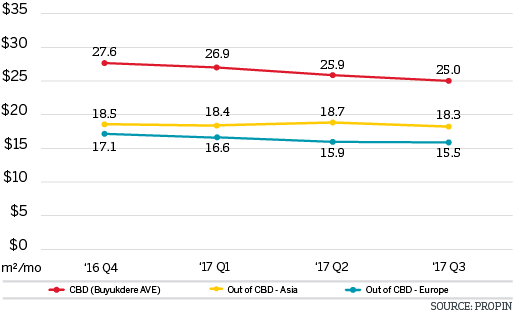 $35
$30
27.6 26.9 25.9 25.0
$25
$20
18.5 18.4 18.7 18.3
$15
17.1 16.6 15.9 15.5
$10
$5
$0
m²/mo '16 Q4 '17 Q1 '17 Q2 '17 Q3
CBD (Buyukdere AVE) Out of CBD - Asia Out of CBD - Europe
SOURCE: PROPIN